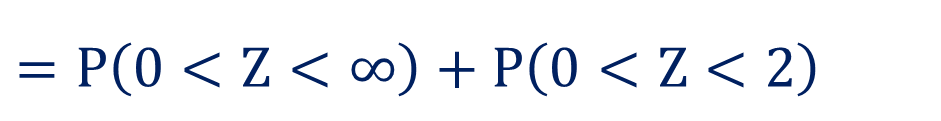 = P(0 < Z < ∞) + P(0 < Z < 2)